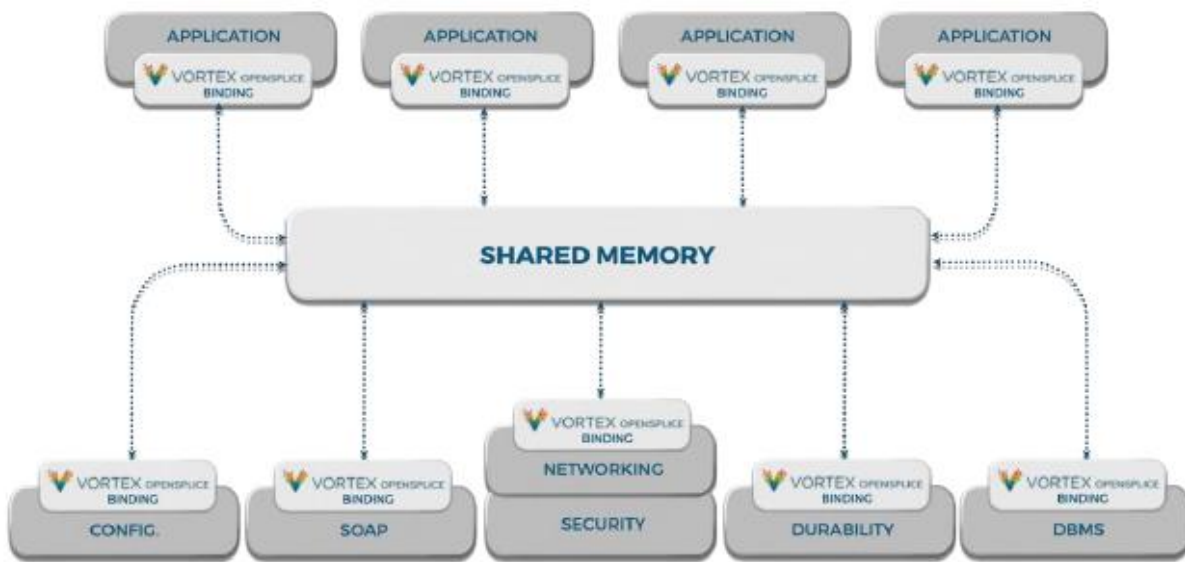 APPLICATION
VORTEX OPENSPLICE
BINDING
APPLICATION
VORTEX OPENSPLICE
BINDING
APPLICATION
VORTEX OPENSPLICE
BINDING
APPLICATION
VORTEX OPENSPLICE
BINDING
SHARED MEMORY
VORTEX OPENSPLICE
BINDING
CONFIG.
VORTEX OPENSPLICE
BINDING
SOAP
VORTEX OPENSPLICE
BINDING
NETWORKING
SECURITY
VORTEX OPENSPLICE
BINDING
DURABILITY
VORTEX OPENSPLICE
BINDING
DBMS